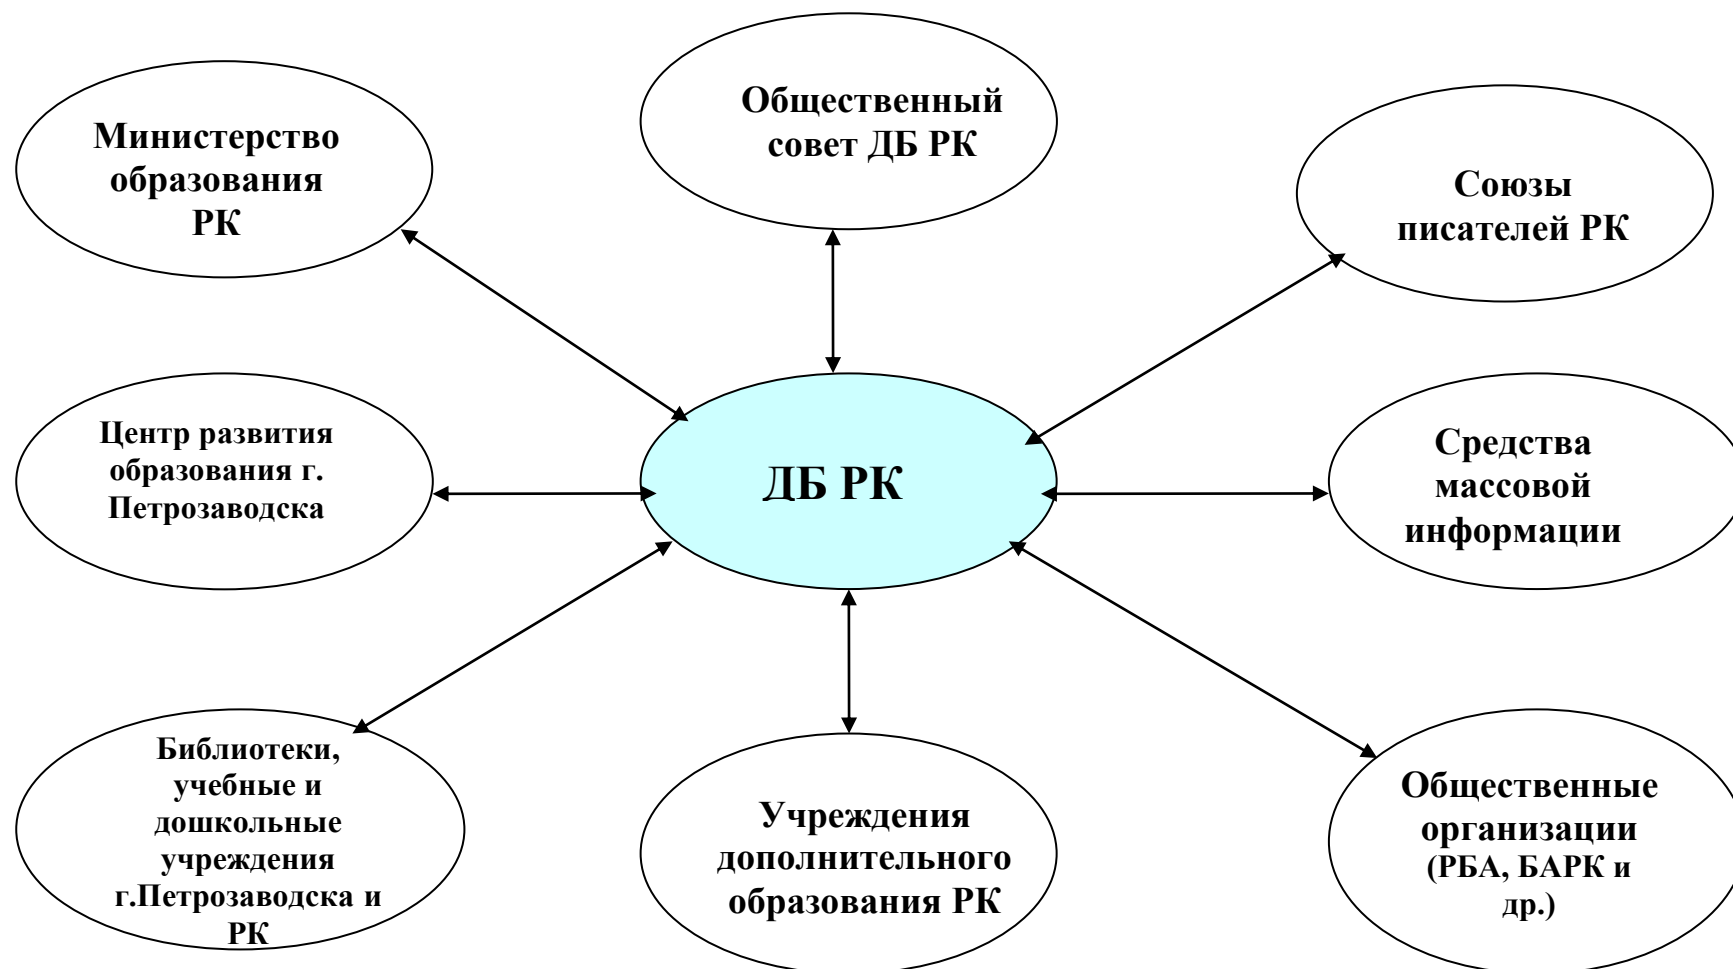 Министерство
образования
РК
Общественный
совет ДБ РК
Союзы
писателей РК
Центр развития
образования г.
Петрозаводска
ДБ РК
Средства
массовой
информации
Библиотеки,
учебные и
дошкольные
учреждения
г.Петрозаводска и
РК
Учреждения
дополнительного
образования РК
Общественные
организации
(РБА, БАРК и
др.)